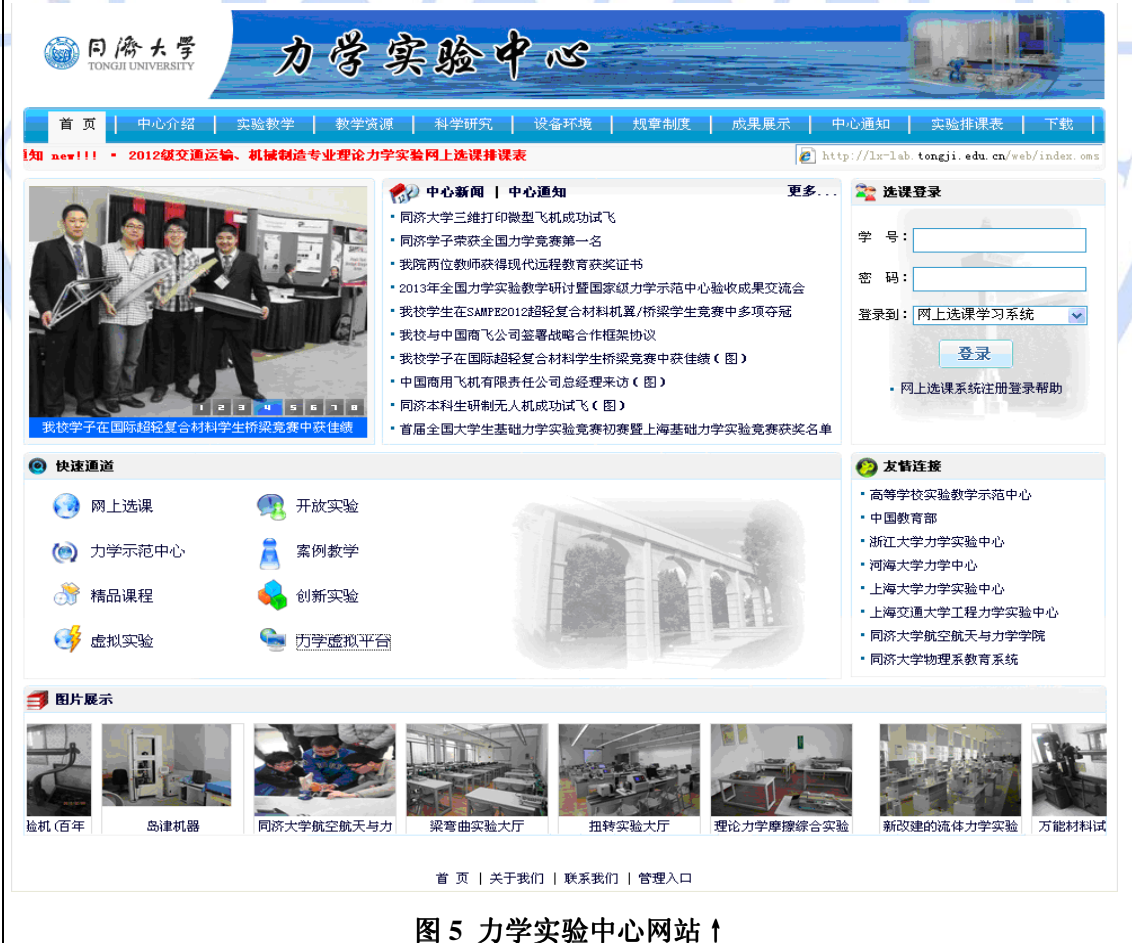 同濟大学
TONGJI UNIVERSITY
力学实验中心
首 页 | 中心介绍 | 实验教学 | 教学资源 | 科学研究 | 设备环境 | 规章制度 | 成果展示 | 中心通知 | 实验排课表 | 下载 |
通知 new!!! • 2012级交通运输、机械制造专业理论力学实验网上选课排课表
http://lx-lab.tongji.edu.cn/web/index.oms
1 2 3 4 5 6 7 8
我校学子在国际超轻复合材料学生桥梁竞赛中获佳绩
中心新闻 | 中心通知 更多...
同济大学三维打印微型飞机成功试飞
同济学子荣获全国力学竞赛第一名
我院两位教师获得现代远程教育获奖证书
2013年全国力学实验教学研讨暨国家级力学示范中心验收成果交流会
我校学生在SAMPE2012超轻复合材料机翼/桥梁学生竞赛中多项夺冠
我校与中国商飞公司签署战略合作框架协议
我校学子在国际超轻复合材料学生桥梁竞赛中获佳绩(图)
中国商用飞机有限责任公司总经理来访(图)
同济本科生研制无人机成功试飞(图)
首届全国大学生基础力学实验竞赛初赛暨上海基础力学实验竞赛获奖名单
选课登录
学 号:
密 码:
登录到: 网上选课学习系统
登录
网上选课系统注册登录帮助
快速通道
网上选课 开放实验
力学示范中心 案例教学
精品课程 创新实验
虚拟实验 力学虚拟平台
友情连接
高等学校实验教学示范中心
中国教育部
浙江大学力学实验中心
河海大学力学中心
上海大学力学实验中心
上海交通大学工程力学实验中心
同济大学航空航天与力学学院
同济大学物理系教育系统
图片展示
验机(百年 岛津机器 同济大学航空航天与力 梁弯曲实验大厅 扭转实验大厅 理论力学摩擦综合实验 新改建的流体力学实验 万能材料试
首 页 | 关于我们 | 联系我们 | 管理入口
图 5 力学实验中心网站↑